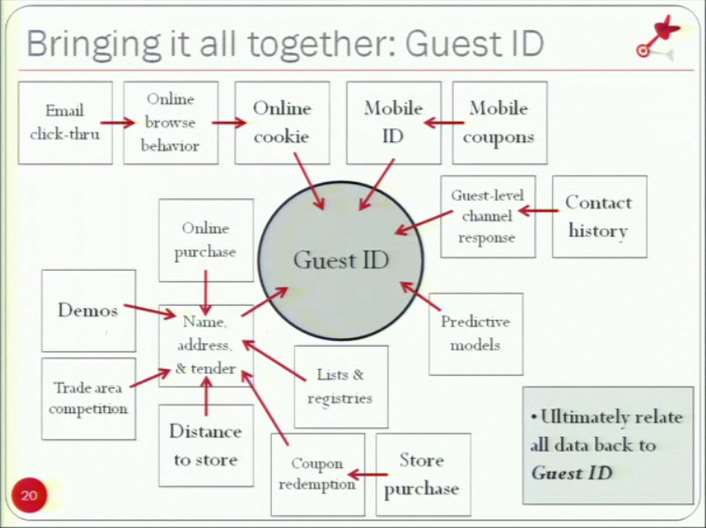 Bringing it all together: Guest ID
Email
click-thru
Online
browse
behavior
Online
cookie
Mobile
ID
Mobile
coupons
Guest-level
channel
response
Contact
history
Online
purchase
Guest ID
Demos
Name,
address,
& tender
Predictive
models
Trade area
competition
Lists &
registries
Distance
to store
Coupon
redemption
Store
purchase
•Ultimately relate
all data back to
Guest ID
20